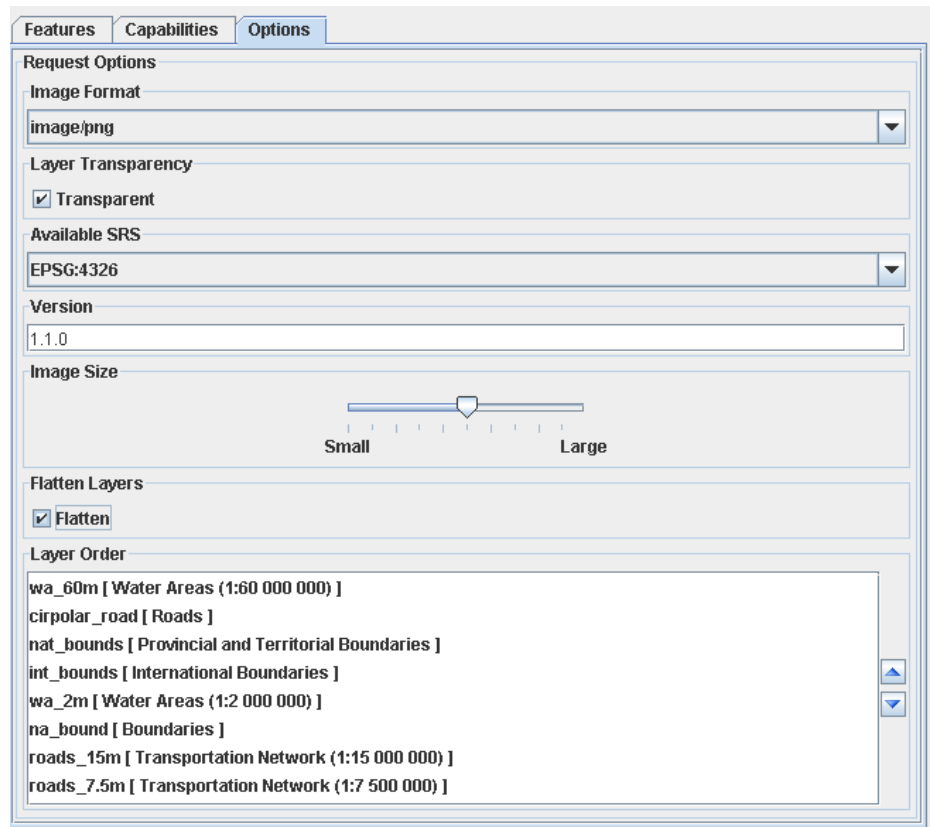 Features Capabilities Options
Request Options
Image Format
image/png
Layer Transparency
Transparent
Available SRS
EPSG:4326
Version
1.1.0
Image Size
Small Large
Flatten Layers
Flatten
Layer Order
wa_60m [ Water Areas (1:60 000 000) ]
cirpolar_road [ Roads ]
nat_bounds [ Provincial and Territorial Boundaries ]
int_bounds [ International Boundaries ]
wa_2m [ Water Areas (1:2 000 000) ]
na_bound [ Boundaries ]
roads_15m [ Transportation Network (1:15 000 000) ]
roads_7.5m [ Transportation Network (1:7 500 000) ]